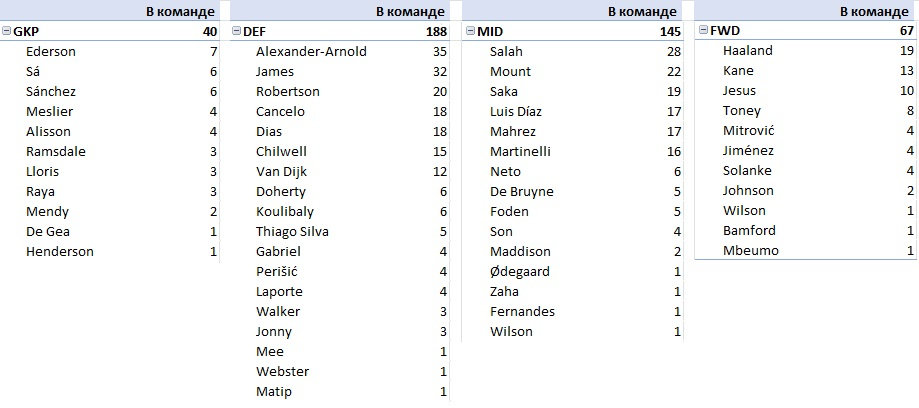 В команде
GKP 40
Ederson 7
Sá 6
Sánchez 6
Meslier 4
Alisson 4
Ramsdale 3
Lloris 3
Raya 3
Mendy 2
De Gea 1
Henderson 1
В команде
DEF 188
Alexander-Arnold 35
James 32
Robertson 20
Cancelo 18
Dias 18
Chilwell 15
Van Dijk 12
Doherty 6
Koulibaly 6
Thiago Silva 5
Gabriel 4
Perišić 4
Laporte 4
Walker 3
Jonny 3
Mee 1
Webster 1
Matip 1
В команде
MID 145
Salah 28
Mount 22
Saka 19
Luis Díaz 17
Mahrez 17
Martinelli 16
Neto 6
De Bruyne 5
Foden 5
Son 4
Maddison 2
Ødegaard 1
Zaha 1
Fernandes 1
Wilson 1
В команде
FWD 67
Haaland 19
Kane 13
Jesus 10
Toney 8
Mitrović 4
Jiménez 4
Solanke 4
Johnson 2
Wilson 1
Bamford 1
Mbeumo 1